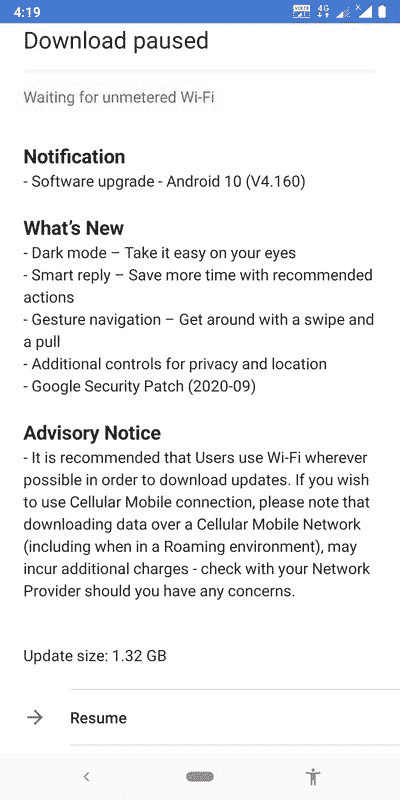 4:19
VoLTE
4G
Download paused
Waiting for unmetered Wi-Fi
Notification
- Software upgrade - Android 10 (V4.160)
What's New
- Dark mode – Take it easy on your eyes
- Smart reply – Save more time with recommended
actions
- Gesture navigation – Get around with a swipe and
a pull
- Additional controls for privacy and location
- Google Security Patch (2020-09)
Advisory Notice
- It is recommended that Users use Wi-Fi wherever
possible in order to download updates. If you wish
to use Cellular Mobile connection, please note that
downloading data over a Cellular Mobile Network
(including when in a Roaming environment), may
incur additional charges - check with your Network
Provider should you have any concerns.
Update size: 1.32 GB
Resume